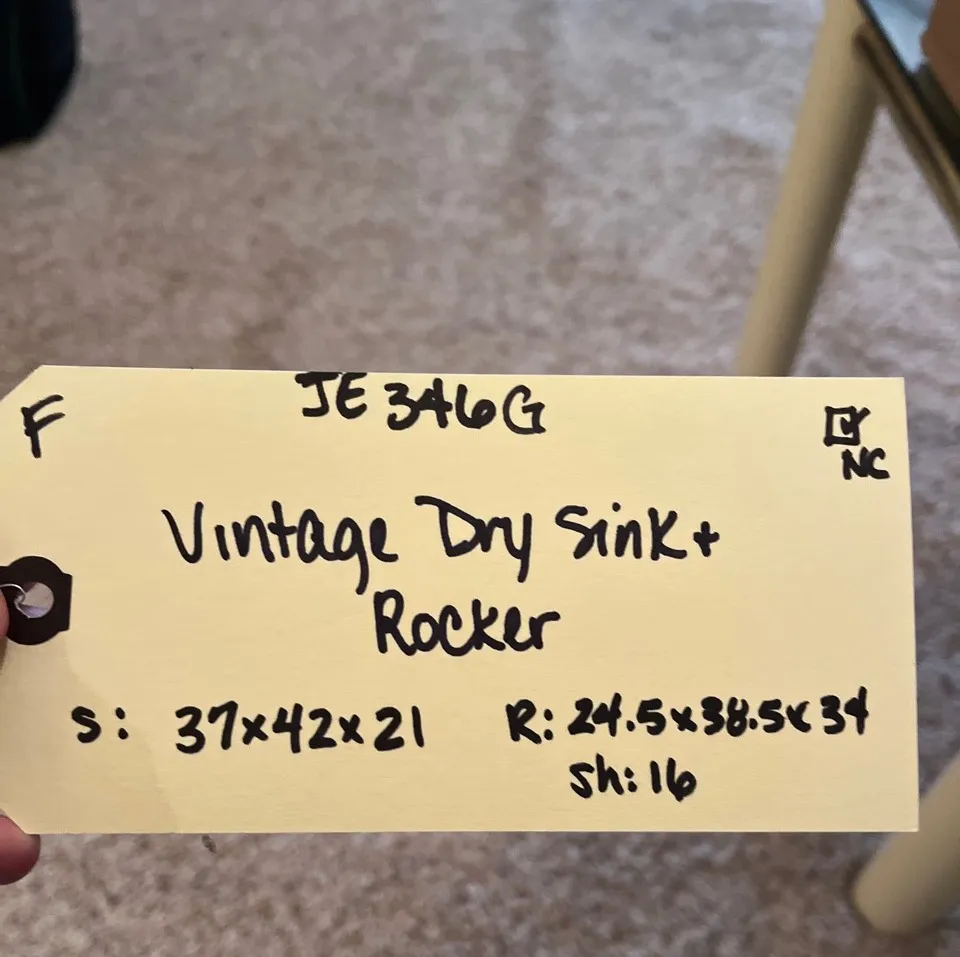 F
JE346G
☑
NC
Vintage Dry Sink +
Rocker
S: 37x42x21
R: 24.5x38.5x34
Sh: 16